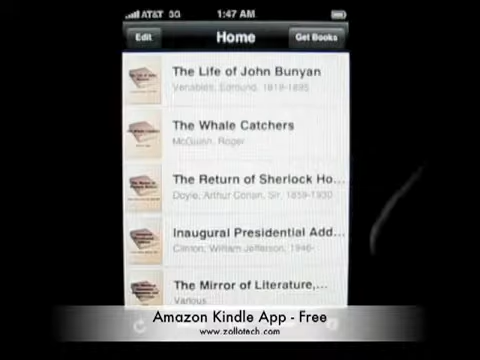 AT&T 3G 1:47 AM
Edit Home Get Books
The Life of John Bunyan
Venables, Edmund, 1819-1895
The Whale Catchers
McGuinn, Roger
The Return of Sherlock Ho...
Doyle, Arthur Conan, Sir, 1859-1930
Inaugural Presidential Add...
Clinton, William Jefferson, 1946-
The Mirror of Literature,...
Various
Amazon Kindle App - Free
www.zollotech.com